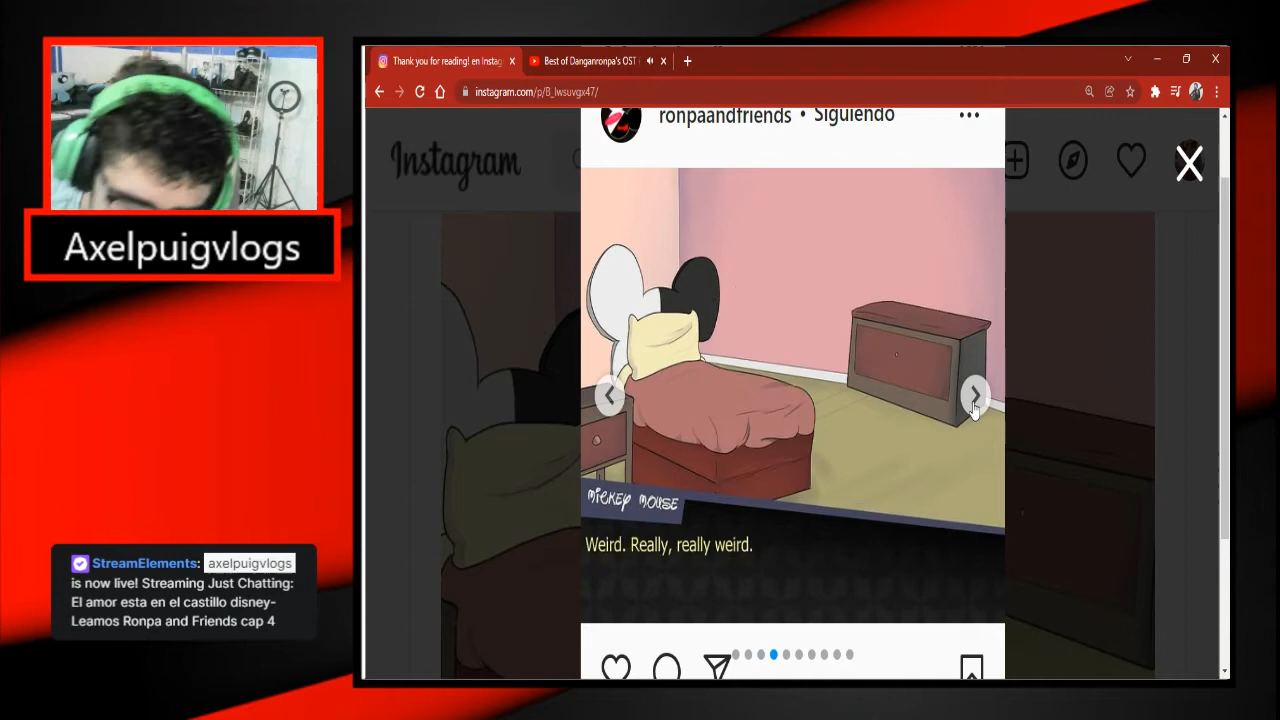 Thank you for reading! en Instag
Best of Danganronpa's OST
instagram.com/p/B_lwsuvgx47/
ronpaandfriends • Siguiendo
Instagram
Axelpuigvlogs
MICKEY MOUSE
Weird. Really, really weird.
StreamElements: axelpuigvlogs
is now live! Streaming Just Chatting:
El amor esta en el castillo disney-
Leamos Ronpa and Friends cap 4